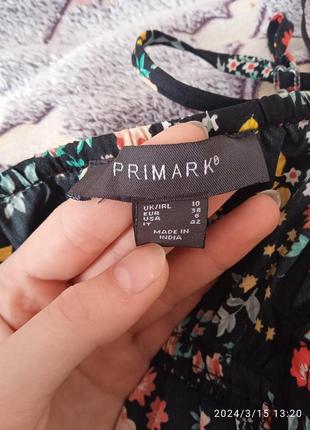 PRIMARK®
UK/IRL 10
EUR 38
USA 6
IT 42
MADE IN
INDIA
2024/3/15 13:20